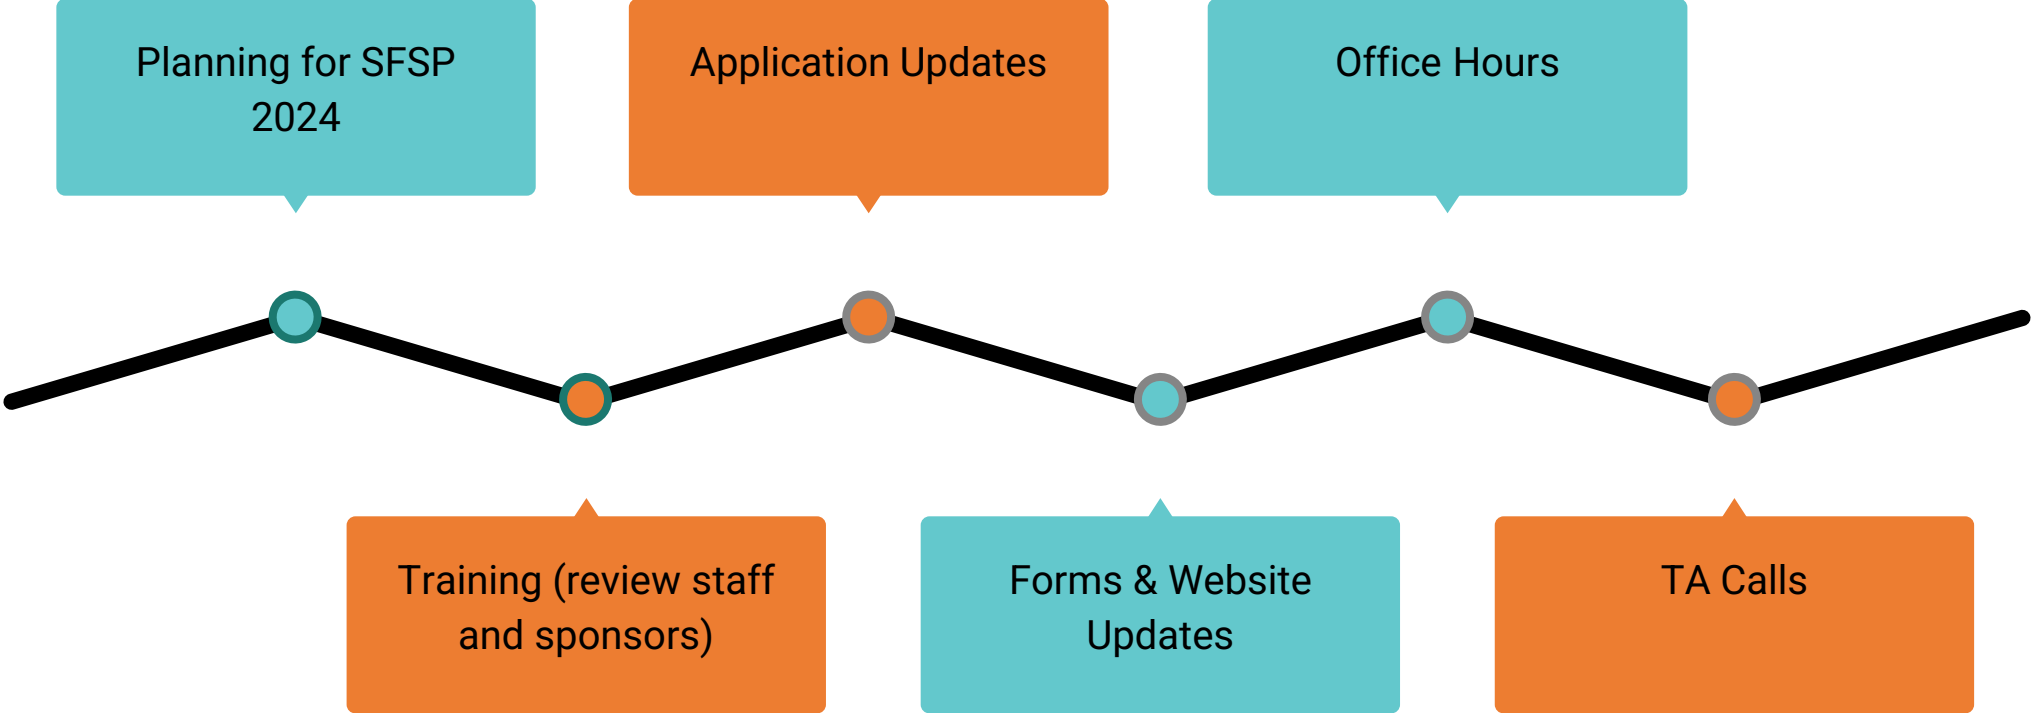 Planning for SFSP
2024
Training (review staff
and sponsors)
Application Updates
Forms & Website
Updates
Office Hours
TA Calls